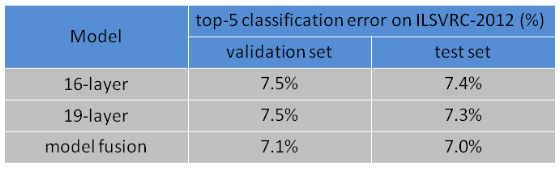 Model
top-5 classification error on ILSVRC-2012 (%)
validation set
test set
16-layer
7.5%
7.4%
19-layer
7.5%
7.3%
model fusion
7.1%
7.0%